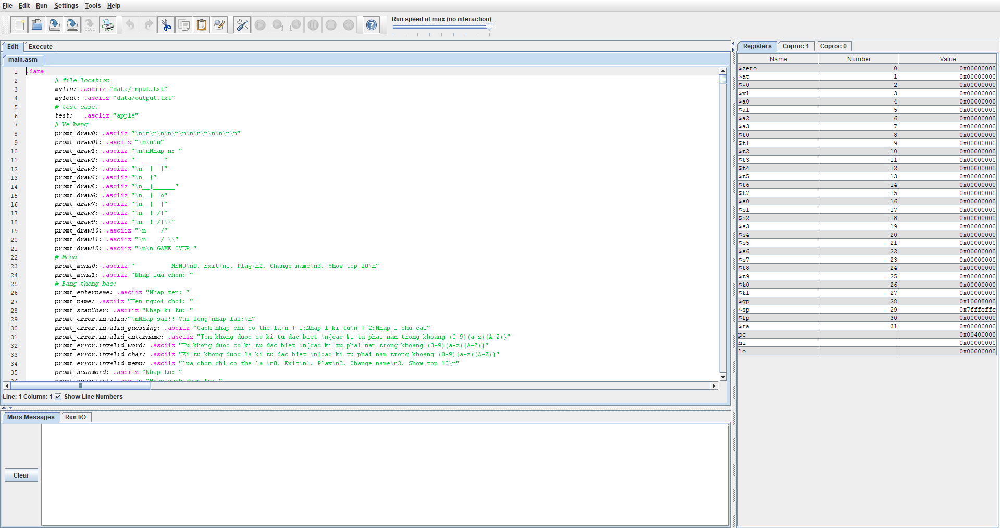 File Edit Run Settings Tools Help
Run speed at max (no interaction)
Edit Execute
main.asm
1 .data
2 # file location
3 myfin: .asciiz "data/input.txt"
4 myfout: .asciiz "data/output.txt"
5 # test case.
6 test: .asciiz "apple"
7 # Ve bang
8 promt_draw0: .asciiz "\n\n\n\n\n\n\n\n\n\n\n\n\n\n"
9 promt_draw01: .asciiz "\n\n\n"
10 promt_draw1: .asciiz "\n\nNhap n: "
11 promt_draw2: .asciiz "  ______"
12 promt_draw3: .asciiz "\n  |  |"
13 promt_draw4: .asciiz "\n  |"
14 promt_draw5: .asciiz "\n__|______"
15 promt_draw6: .asciiz "\n  |  o"
16 promt_draw7: .asciiz "\n  |  |"
17 promt_draw8: .asciiz "\n  | /|"
18 promt_draw9: .asciiz "\n  | /|\\"
19 promt_draw10: .asciiz "\n  | /"
20 promt_draw11: .asciiz "\n  | / \\"
21 promt_draw12: .asciiz "\n\n GAME OVER "
22 # Menu
23 promt_menu0: .asciiz "          MENU\n0. Exit\n1. Play\n2. Change name\n3. Show top 10\n"
24 promt_menu1: .asciiz "Nhap lua chon: "
25 # Bang thong bao:
26 promt_entername: .asciiz "Nhap ten: "
27 promt_name: .asciiz "Ten nguoi choi: "
28 promt_scanChar: .asciiz "Nhap ki tu: "
29 promt_error.invalid:"\nNhap sai!! Vui long nhap lai:\n"
30 promt_error.invalid_guessing: .asciiz "Cach nhap chi co the la\n + 1:Nhap 1 ki tu\n + 2:Nhap 1 chu cai"
31 promt_error.invalid_entername: .asciiz "Ten khong duoc co ki tu dac biet \n{cac ki tu phai nam trong khoang (0-9)(a-z)(A-Z)}"
32 promt_error.invalid_word: .asciiz "Tu khong duoc co ki tu dac biet \n{cac ki tu phai nam trong khoang (0-9)(a-z)(A-Z)}"
33 promt_error.invalid_char: .asciiz "Ki tu khong duoc la ki tu dac biet \n{cac ki tu phai nam trong khoang (0-9)(a-z)(A-Z)}"
34 promt_error.invalid_menu: .asciiz "lua chon chi co the la \n0. Exit\n1. Play\n2. Change name\n3. Show top 10\n"
35 promt_scanWord: .asciiz "Nhap tu: "
36 promt_guessing1: .asciiz "Nhap cach doan tu: "
Line: 1 Column: 1 Show Line Numbers
Mars Messages Run I/O
Clear
Registers Coproc 1 Coproc 0
Name Number Value
$zero 0 0x00000000
$at 1 0x00000000
$v0 2 0x00000000
$v1 3 0x00000000
$a0 4 0x00000000
$a1 5 0x00000000
$a2 6 0x00000000
$a3 7 0x00000000
$t0 8 0x00000000
$t1 9 0x00000000
$t2 10 0x00000000
$t3 11 0x00000000
$t4 12 0x00000000
$t5 13 0x00000000
$t6 14 0x00000000
$t7 15 0x00000000
$s0 16 0x00000000
$s1 17 0x00000000
$s2 18 0x00000000
$s3 19 0x00000000
$s4 20 0x00000000
$s5 21 0x00000000
$s6 22 0x00000000
$s7 23 0x00000000
$t8 24 0x00000000
$t9 25 0x00000000
$k0 26 0x00000000
$k1 27 0x00000000
$gp 28 0x10008000
$sp 29 0x7fffeffc
$fp 30 0x00000000
$ra 31 0x00000000
pc 0x00400000
hi 0x00000000
lo 0x00000000